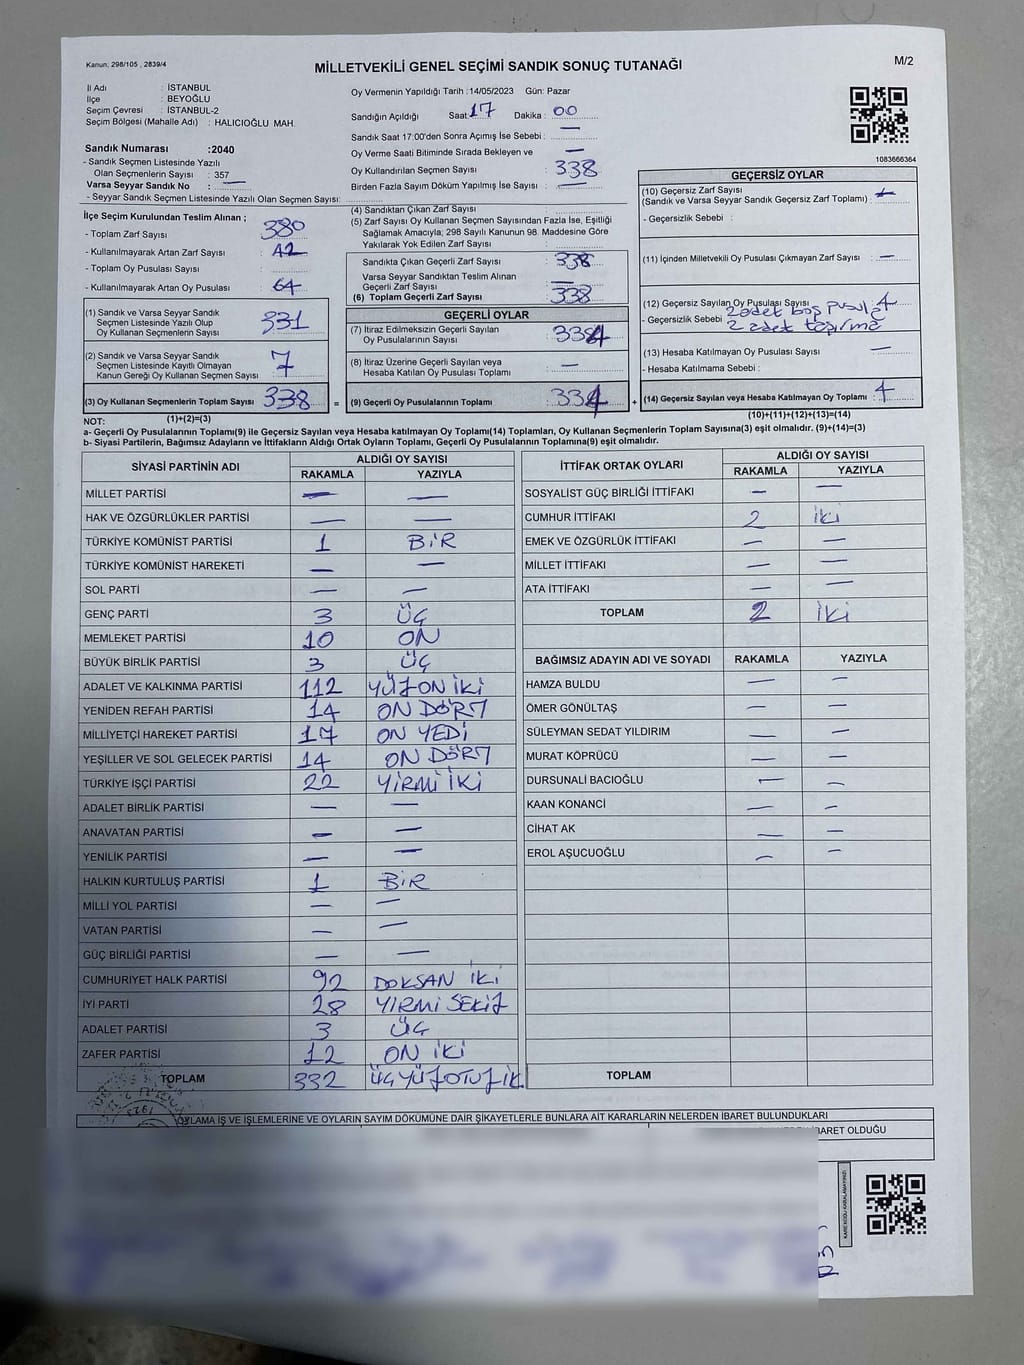 Kanun; 298/105 , 2839/4
MİLLETVEKİLİ GENEL SEÇİMİ SANDIK SONUÇ TUTANAĞI
M/2
İl Adı : İSTANBUL
İlçe : BEYOĞLU
Seçim Çevresi : İSTANBUL-2
Seçim Bölgesi (Mahalle Adı) : HALICIOĞLU MAH.
Sandık Numarası :2040
- Sandık Seçmen Listesinde Yazılı
Olan Seçmenlerin Sayısı : 357
Varsa Seyyar Sandık No : —
- Seyyar Sandık Seçmen Listesinde Yazılı Olan Seçmen Sayısı:
Oy Vermenin Yapıldığı Tarih :14/05/2023 Gün: Pazar
Sandığın Açıldığı Saat 17 Dakika : 00
Sandık Saat 17:00'den Sonra Açımış İse Sebebi : —
Oy Verme Saati Bitiminde Sırada Bekleyen ve —
Oy Kullandırılan Seçmen Sayısı : 338
Birden Fazla Sayım Döküm Yapılmış İse Sayısı : —
1083666364
İlçe Seçim Kurulundan Teslim Alınan ;
- Toplam Zarf Sayısı : 380
- Kullanılmayarak Artan Zarf Sayısı : 42
- Toplam Oy Pusulası Sayısı :
- Kullanılmayarak Artan Oy Pusulası : 64
(1) Sandık ve Varsa Seyyar Sandık
Seçmen Listesinde Yazılı Olup
Oy Kullanan Seçmenlerin Sayısı : 331
(2) Sandık ve Varsa Seyyar Sandık
Seçmen Listesinde Kayıtlı Olmayan
Kanun Gereği Oy Kullanan Seçmen Sayısı : 7
(3) Oy Kullanan Seçmenlerin Toplam Sayısı : 338
(1)+(2)=(3)
(4) Sandıktan Çıkan Zarf Sayısı :
(5) Zarf Sayısı Oy Kullanan Seçmen Sayısından Fazla İse, Eşitliği
Sağlamak Amacıyla; 298 Sayılı Kanunun 98. Maddesine Göre
Yakılarak Yok Edilen Zarf Sayısı :
Sandıkta Çıkan Geçerli Zarf Sayısı : 338
Varsa Seyyar Sandıktan Teslim Alınan
Geçerli Zarf Sayısı : —
(6) Toplam Geçerli Zarf Sayısı : 338
GEÇERLİ OYLAR
(7) İtiraz Edilmeksizin Geçerli Sayılan
Oy Pusulalarının Sayısı : 334
(8) İtiraz Üzerine Geçerli Sayılan veya
Hesaba Katılan Oy Pusulası Toplamı : —
= (9) Geçerli Oy Pusulalarının Toplamı : 334
GEÇERSİZ OYLAR
(10) Geçersiz Zarf Sayısı
(Sandık ve Varsa Seyyar Sandık Geçersiz Zarf Toplamı) : —
- Geçersizlik Sebebi :
(11) İçinden Milletvekili Oy Pusulası Çıkmayan Zarf Sayısı : —
(12) Geçersiz Sayılan Oy Pusulası Sayısı : 4
- Geçersizlik Sebebi 2 adet boş pusula
2 adet taşırma
(13) Hesaba Katılmayan Oy Pusulası Sayısı : —
- Hesaba Katılmama Sebebi :
+ (14) Geçersiz Sayılan veya Hesaba Katılmayan Oy Toplamı : 4
(10)+(11)+(12)+(13)=(14)
NOT:
a- Geçerli Oy Pusulalarının Toplamı(9) ile Geçersiz Sayılan veya Hesaba katılmayan Oy Toplamı(14) Toplamları, Oy Kullanan Seçmenlerin Toplam Sayısına(3) eşit olmalıdır. (9)+(14)=(3)
b- Siyasi Partilerin, Bağımsız Adayların ve İttifakların Aldığı Ortak Oyların Toplamı, Geçerli Oy Pusulalarının Toplamına(9) eşit olmalıdır.
SİYASİ PARTİNİN ADI ALDIĞI OY SAYISI
RAKAMLA YAZIYLA
MİLLET PARTİSİ — —
HAK VE ÖZGÜRLÜKLER PARTİSİ — —
TÜRKİYE KOMÜNİST PARTİSİ 1 BİR
TÜRKİYE KOMÜNİST HAREKETİ — —
SOL PARTİ — —
GENÇ PARTİ 3 ÜÇ
MEMLEKET PARTİSİ 10 ON
BÜYÜK BİRLİK PARTİSİ 3 ÜÇ
ADALET VE KALKINMA PARTİSİ 112 YÜZONİKİ
YENİDEN REFAH PARTİSİ 14 ON DÖRT
MİLLİYETÇİ HAREKET PARTİSİ 17 ON YEDİ
YEŞİLLER VE SOL GELECEK PARTİSİ 14 ON DÖRT
TÜRKİYE İŞÇİ PARTİSİ 22 YİRMİ İKİ
ADALET BİRLİK PARTİSİ — —
ANAVATAN PARTİSİ — —
YENİLİK PARTİSİ — —
HALKIN KURTULUŞ PARTİSİ 1 BİR
MİLLİ YOL PARTİSİ — —
VATAN PARTİSİ — —
GÜÇ BİRLİĞİ PARTİSİ — —
CUMHURİYET HALK PARTİSİ 92 DOKSAN İKİ
İYİ PARTİ 28 YİRMİ SEKİZ
ADALET PARTİSİ 3 ÜÇ
ZAFER PARTİSİ 12 ON İKİ
TOPLAM 332 ÜÇYÜZOTUZİK
İTTİFAK ORTAK OYLARI ALDIĞI OY SAYISI
RAKAMLA YAZIYLA
SOSYALİST GÜÇ BİRLİĞİ İTTİFAKI — —
CUMHUR İTTİFAKI 2 İKİ
EMEK VE ÖZGÜRLÜK İTTİFAKI — —
MİLLET İTTİFAKI — —
ATA İTTİFAKI — —
TOPLAM 2 İKİ
BAĞIMSIZ ADAYIN ADI VE SOYADI RAKAMLA YAZIYLA
HAMZA BULDU — —
ÖMER GÖNÜLTAŞ — —
SÜLEYMAN SEDAT YILDIRIM — —
MURAT KÖPRÜCÜ — —
DURSUNALİ BACIOĞLU — —
KAAN KONANCİ — —
CİHAT AK — —
EROL AŞUCUOĞLU — —
TOPLAM
OYLAMA İŞ VE İŞLEMLERİNE VE OYLARIN SAYIM DÖKÜMÜNE DAİR ŞİKAYETLERLE BUNLARA AİT KARARLARIN NELERDEN İBARET BULUNDUKLARI
İBARET OLDUĞU